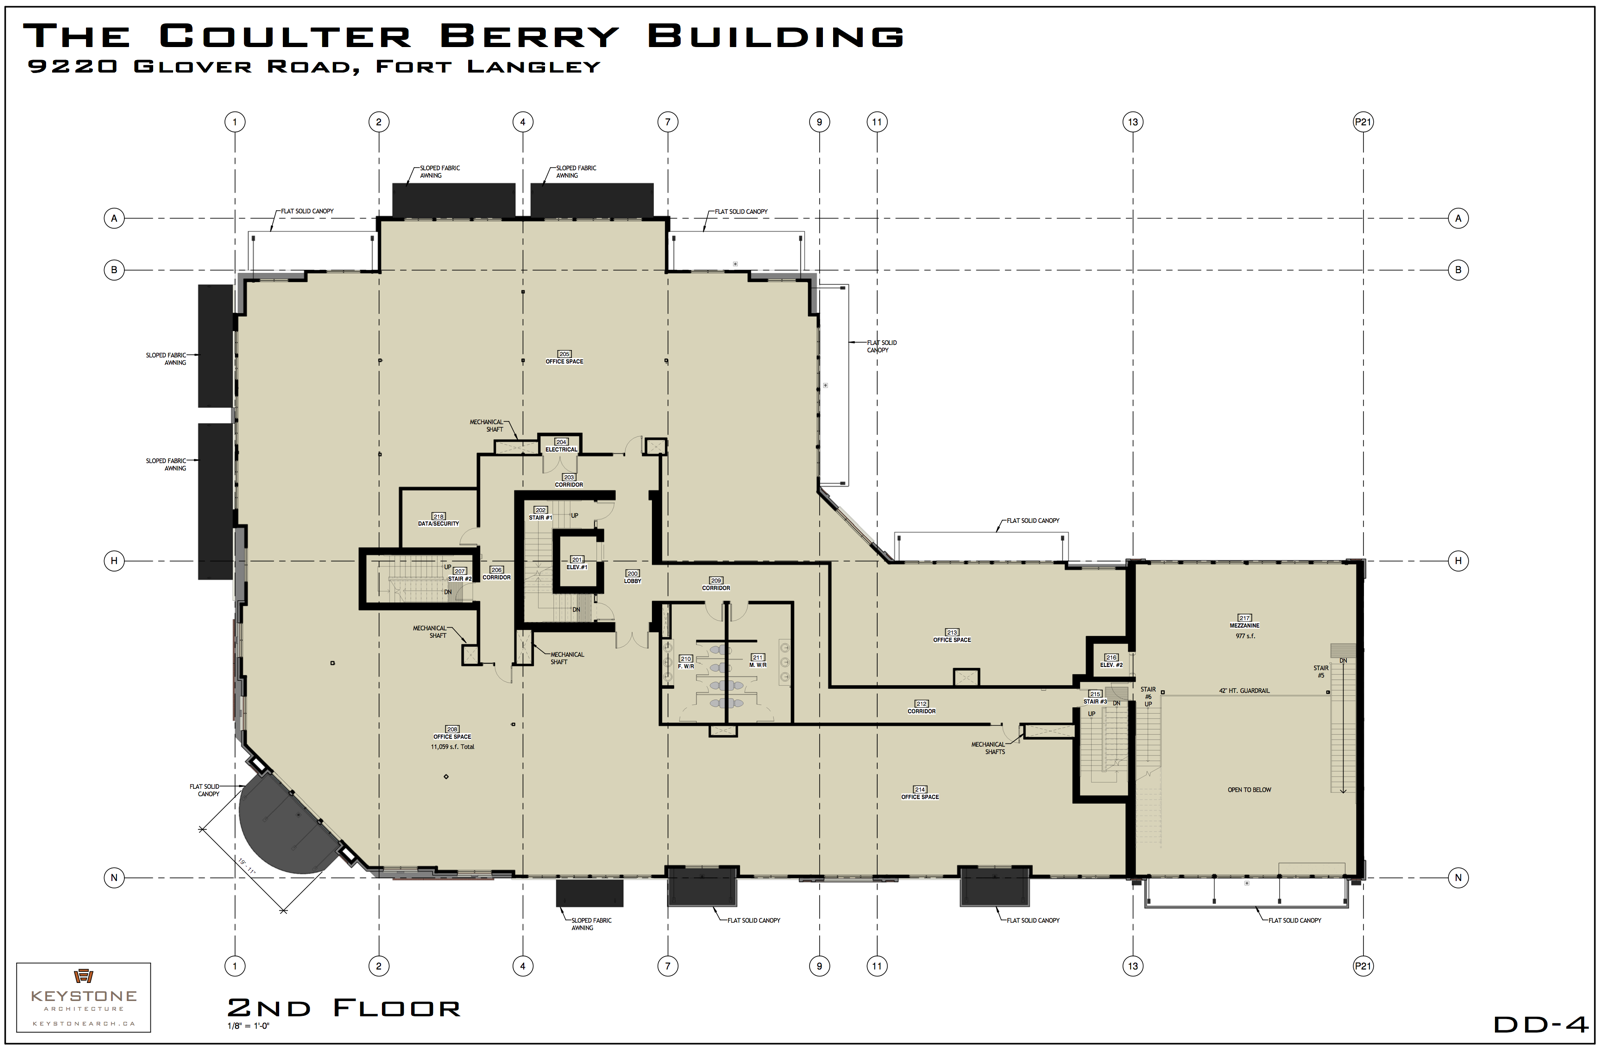 THE COULTER BERRY BUILDING
9220 GLOVER ROAD, FORT LANGLEY
1
2
4
7
9
11
13
P21
SLOPED FABRIC
AWNING
SLOPED FABRIC
AWNING
FLAT SOLID CANOPY
FLAT SOLID CANOPY
A
A
B
B
SLOPED FABRIC
AWNING
205
OFFICE SPACE
FLAT SOLID
CANOPY
MECHANICAL
SHAFT
204
ELECTRICAL
SLOPED FABRIC
AWNING
203
CORRIDOR
218
DATA/SECURITY
202
STAIR #1
UP
FLAT SOLID CANOPY
H
H
201
ELEV.#1
UP
207
STAIR #2
DN
206
CORRIDOR
200
LOBBY
209
CORRIDOR
DN
MECHANICAL
SHAFT
MECHANICAL
SHAFT
210
F. W/R
211
M. W/R
213
OFFICE SPACE
217
MEZZANINE
977 s.f.
216
ELEV. #2
DN
STAIR
#5
215
STAIR #3
DN
UP
STAIR
#6
UP
42" HT. GUARDRAIL
212
CORRIDOR
208
OFFICE SPACE
11,059 s.f. Total
MECHANICAL
SHAFTS
FLAT SOLID
CANOPY
214
OFFICE SPACE
OPEN TO BELOW
19' - 11"
N
N
SLOPED FABRIC
AWNING
FLAT SOLID CANOPY
FLAT SOLID CANOPY
FLAT SOLID CANOPY
1
2
4
7
9
11
13
P21
KEYSTONE
ARCHITECTURE
KEYSTONEARCH.CA
2ND FLOOR
1/8" = 1'-0"
DD-4